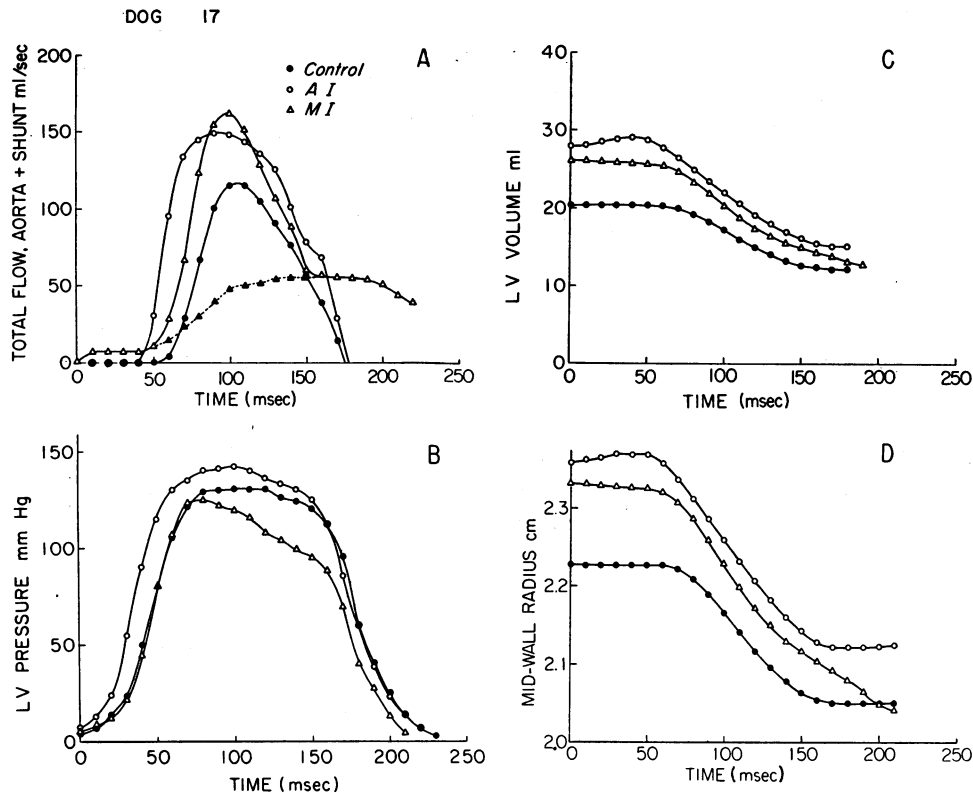 DOG 17
A
TOTAL FLOW, AORTA + SHUNT ml/sec
200
150
100
50
0
Control
A I
M I
0 50 100 150 200 250
TIME (msec)
C
LV VOLUME ml
40
30
20
10
0
0 50 100 150 200 250
TIME (msec)
B
LV PRESSURE mm Hg
150
100
50
0
0 50 100 150 200 250
TIME (msec)
D
MID-WALL RADIUS cm
2.3
2.2
2.1
2.0
0 50 100 150 200 250
TIME (msec)